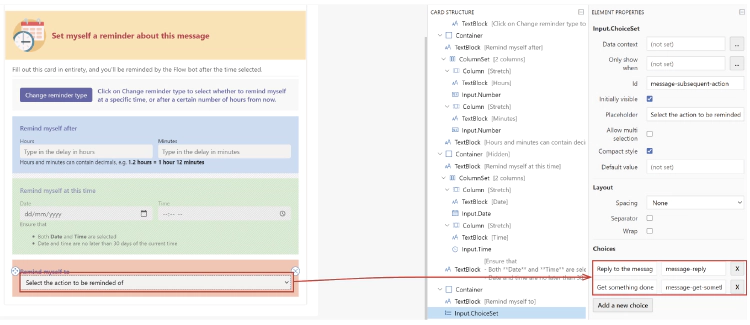 Set myself a reminder about this message
Fill out this card in entirety, and you'll be reminded by the Flow bot after the time selected.
Change reminder type
Click on Change reminder type to select whether to remind myself
at a specific time, or after a certain number of hours from now.
Remind myself after
Hours
Minutes
Type in the delay in hours
Type in the delay in minutes
Hours and minutes can contain decimals, e.g. 1.2 hours = 1 hour 12 minutes
Remind myself at this time
Date
Time
dd/mm/yyyy
--:-- --
Ensure that
Both Date and Time are selected
Date and time are no later than 30 days of the current time
Remind myself to
Select the action to be reminded of
CARD STRUCTURE
TextBlock [Click on Change reminder type to
Container
TextBlock [Remind myself after]
ColumnSet [2 columns]
Column [Stretch]
TextBlock [Hours]
Input.Number
Column [Stretch]
TextBlock [Minutes]
Input.Number
TextBlock [Hours and minutes can contain deci
Container [Hidden]
TextBlock [Remind myself at this time]
ColumnSet [2 columns]
Column [Stretch]
TextBlock [Date]
Input.Date
Column [Stretch]
TextBlock [Time]
Input.Time
[Ensure that
TextBlock - Both **Date** and **Time** are sele
- Date and time are no later than 30
Container
TextBlock [Remind myself to]
Input.ChoiceSet
ELEMENT PROPERTIES
Input.ChoiceSet
Data context (not set) ...
Only show
when
(not set) ...
Id message-subsequent-action
Initially visible
Placeholder Select the action to be reminded
Allow multi
selection
Compact style
Default value (not set)
Layout
Spacing None
Separator
Wrap
Choices
Reply to the messag message-reply X
Get something done X
Add a new choice